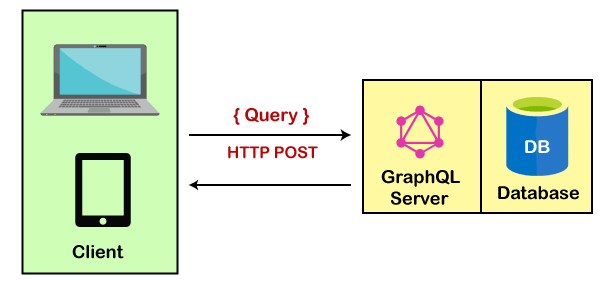 { Query }
HTTP POST
Client
GraphQL
Server
DB
Database